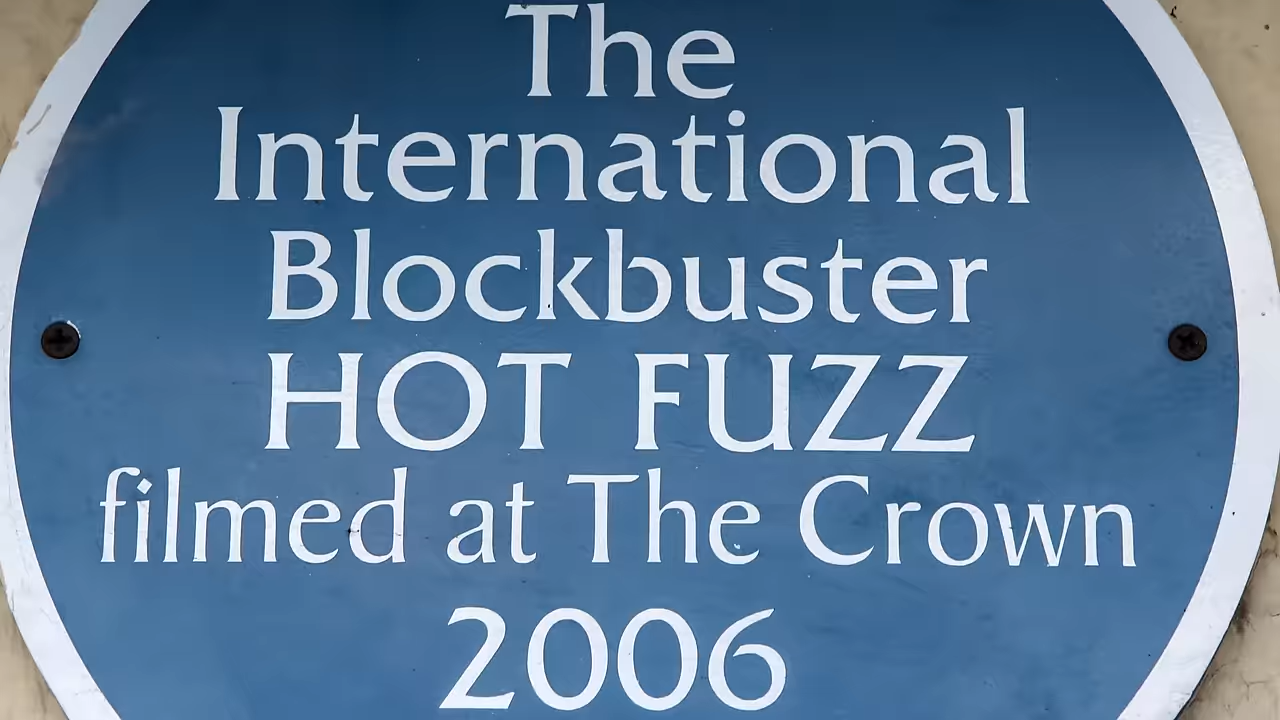 The
International
Blockbuster
HOT FUZZ
filmed at The Crown
2006